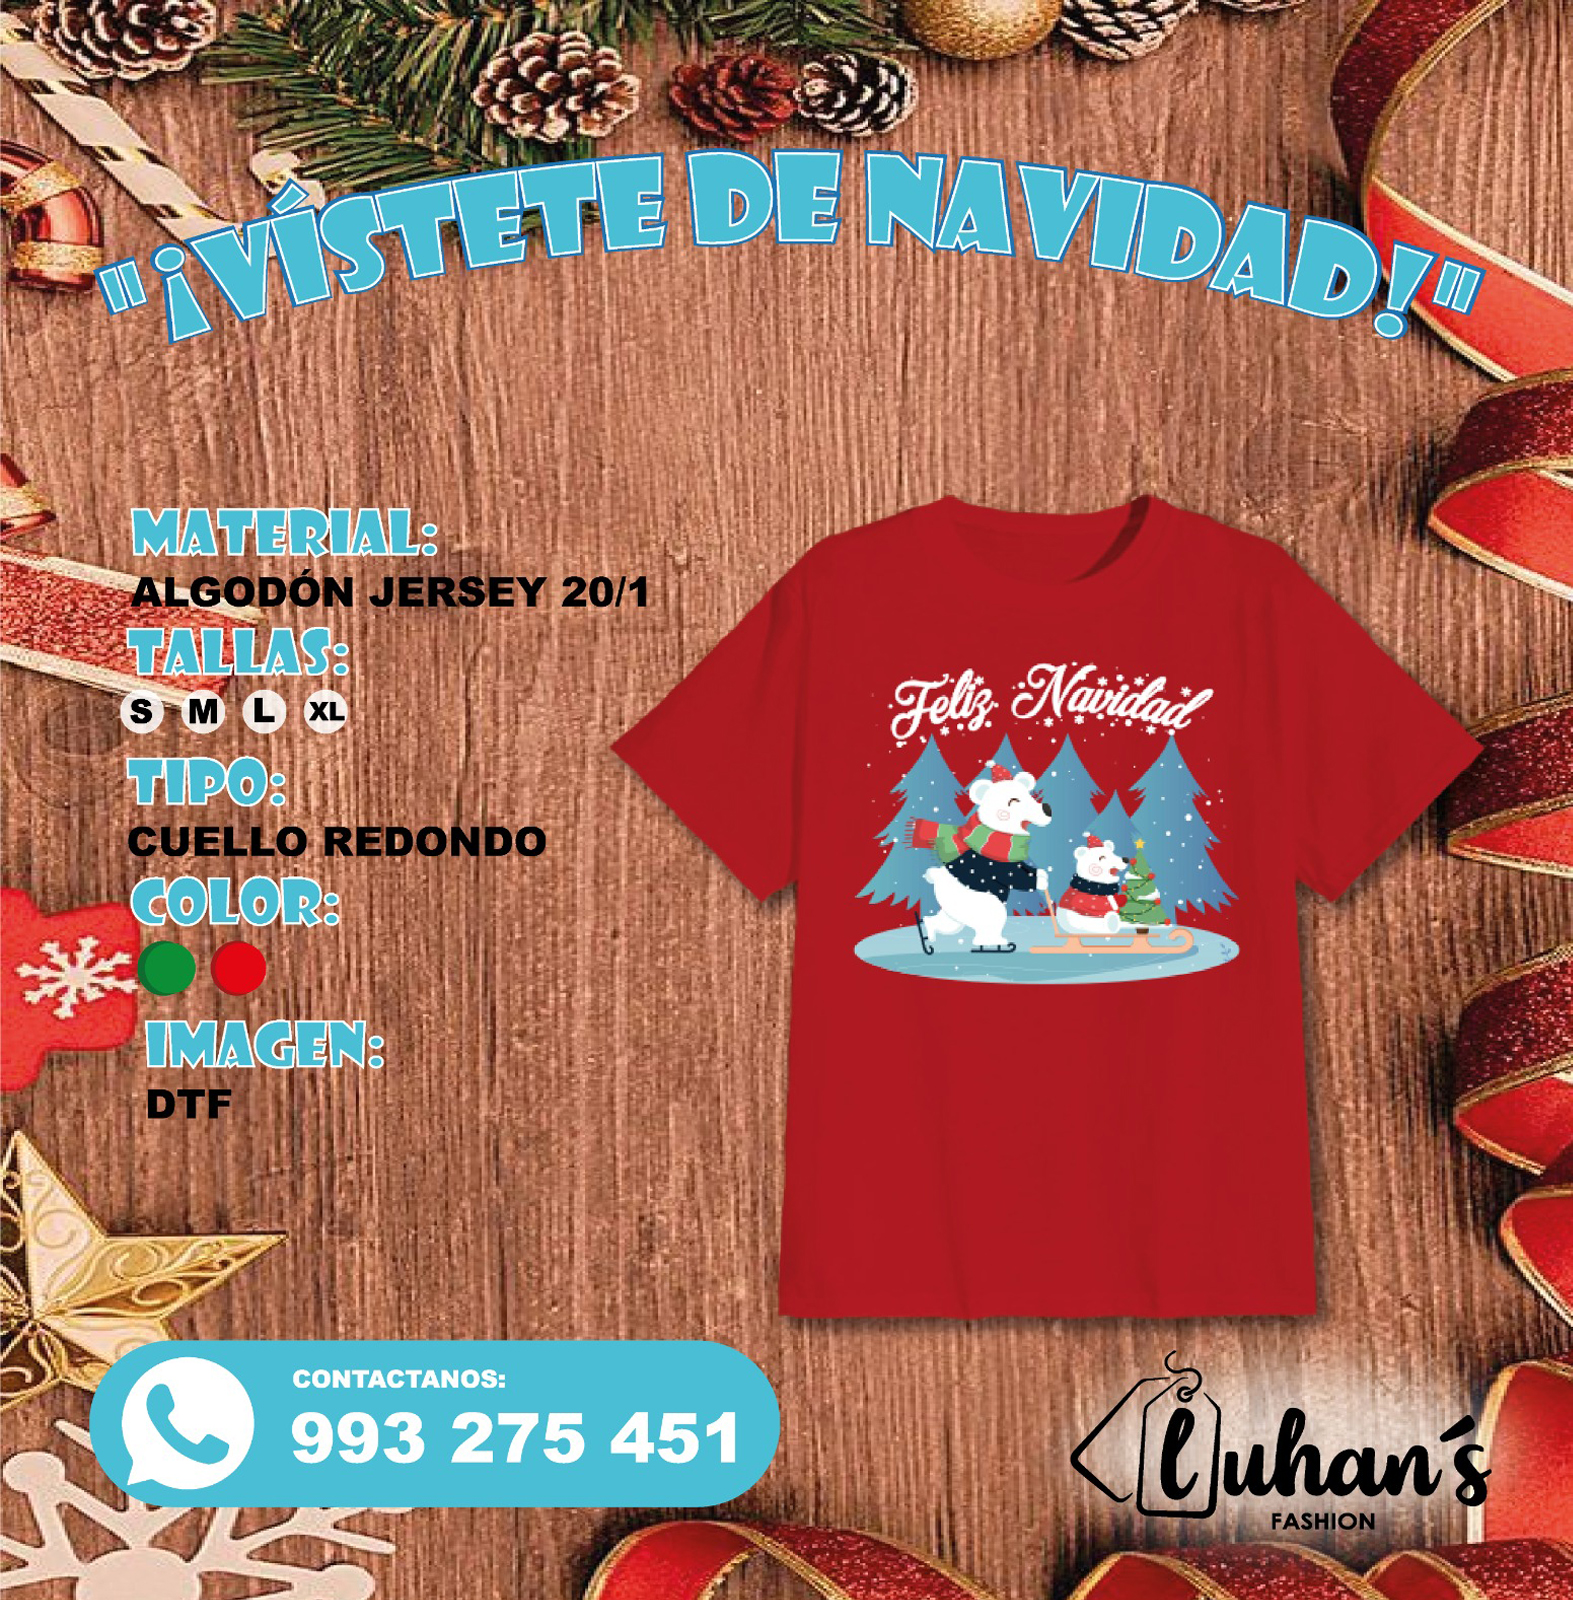 "¡VÍSTETE DE NAVIDAD!"
MATERIAL:
ALGODÓN JERSEY 20/1
TALLAS:
S M L XL
TIPO:
CUELLO REDONDO
COLOR:
IMAGEN:
DTF
Feliz Navidad
CONTACTANOS:
993 275 451
luhan´s
FASHION